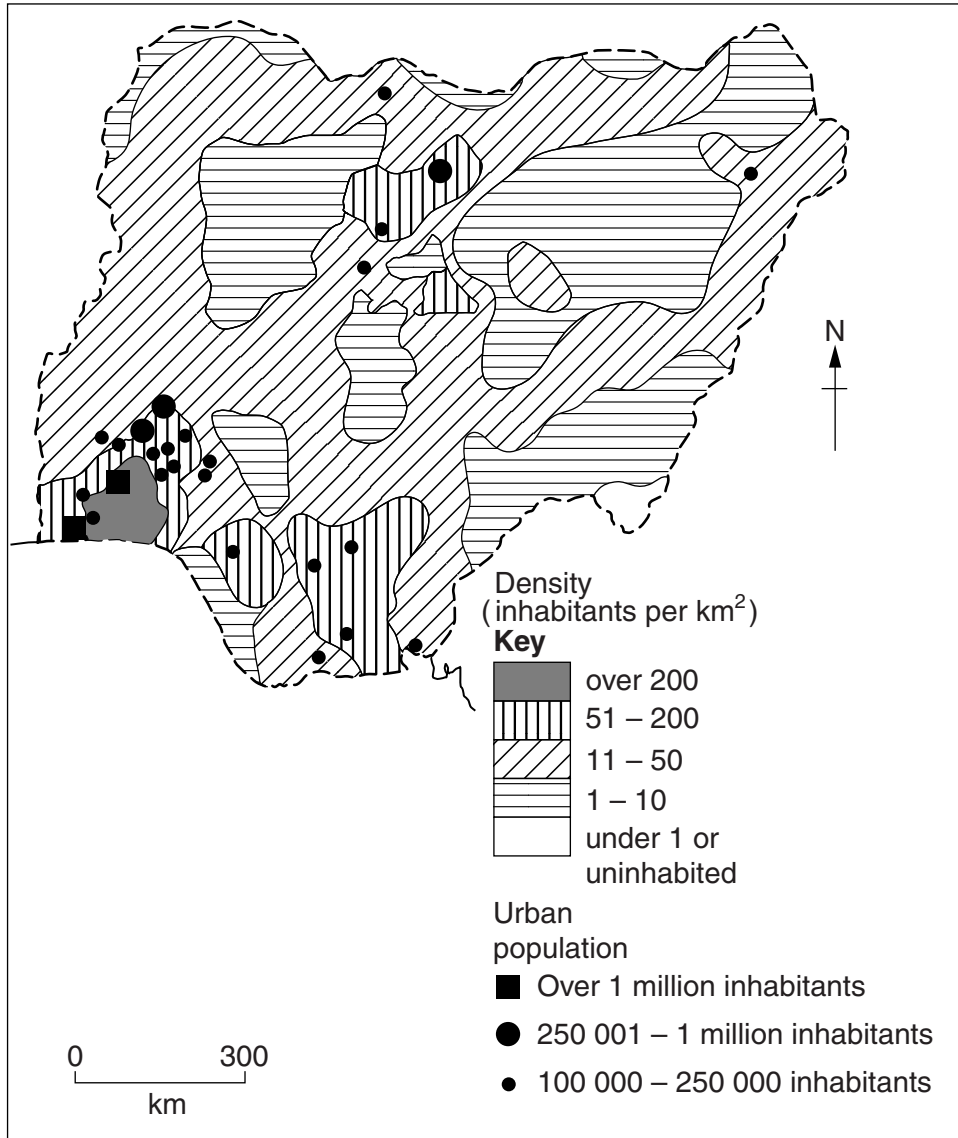 N
Density
(inhabitants per km²)
Key
over 200
51 – 200
11 – 50
1 – 10
under 1 or
uninhabited
Urban
population
Over 1 million inhabitants
250 001 – 1 million inhabitants
100 000 – 250 000 inhabitants
0 300
km